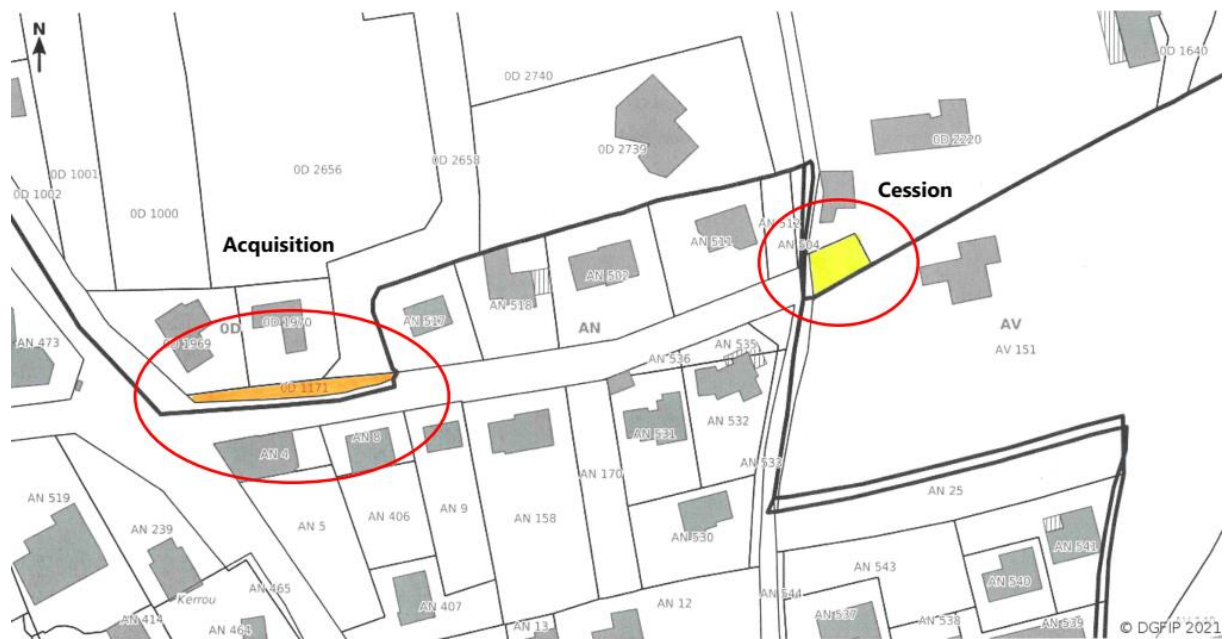 N
0D 1640
0D 2740
0D 2220
0D 2739
0D 2658
0D 2656
0D 1001
0D 1002
0D 1000
Cession
AN 512
AN 504
AN 511
Acquisition
AN 502
AN 518
AN 517
0D
0D 1970
0D 1969
AN
AV
AV 151
AN 473
AN 535
AN 536
0D 1171
AN 532
AN 531
AN 8
AN 4
AN 533
AN 170
AN 25
AN 519
AN 239
AN 5
AN 406
AN 9
AN 158
AN 530
AN 541
AN 543
AN 540
AN 465
AN 544
Kerrou
AN 407
AN 12
AN 414
AN 464
AN 13
AN 537
AN 538
AN 539
© DGFIP 2021